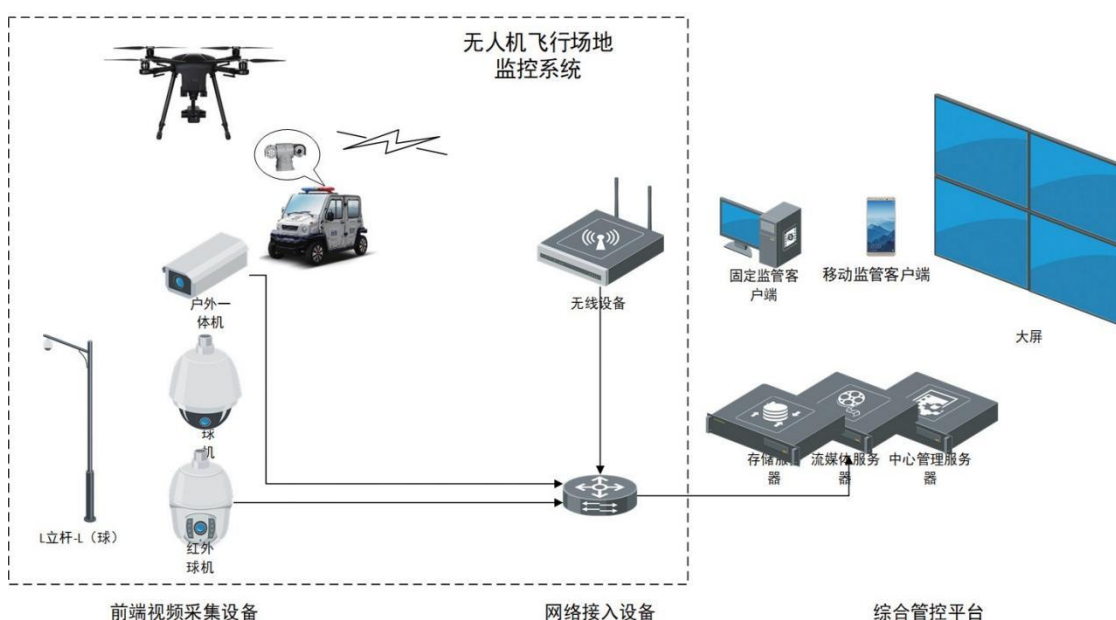 无人机飞行场地
监控系统
固定监管客
户端
移动监管客户端
户外一
体机
无线设备
大屏
球
机
存储服
器
流媒体服务
器
中心管理服务
器
L立杆-L（球）
红外
球机
前端视频采集设备
网络接入设备
综合管控平台